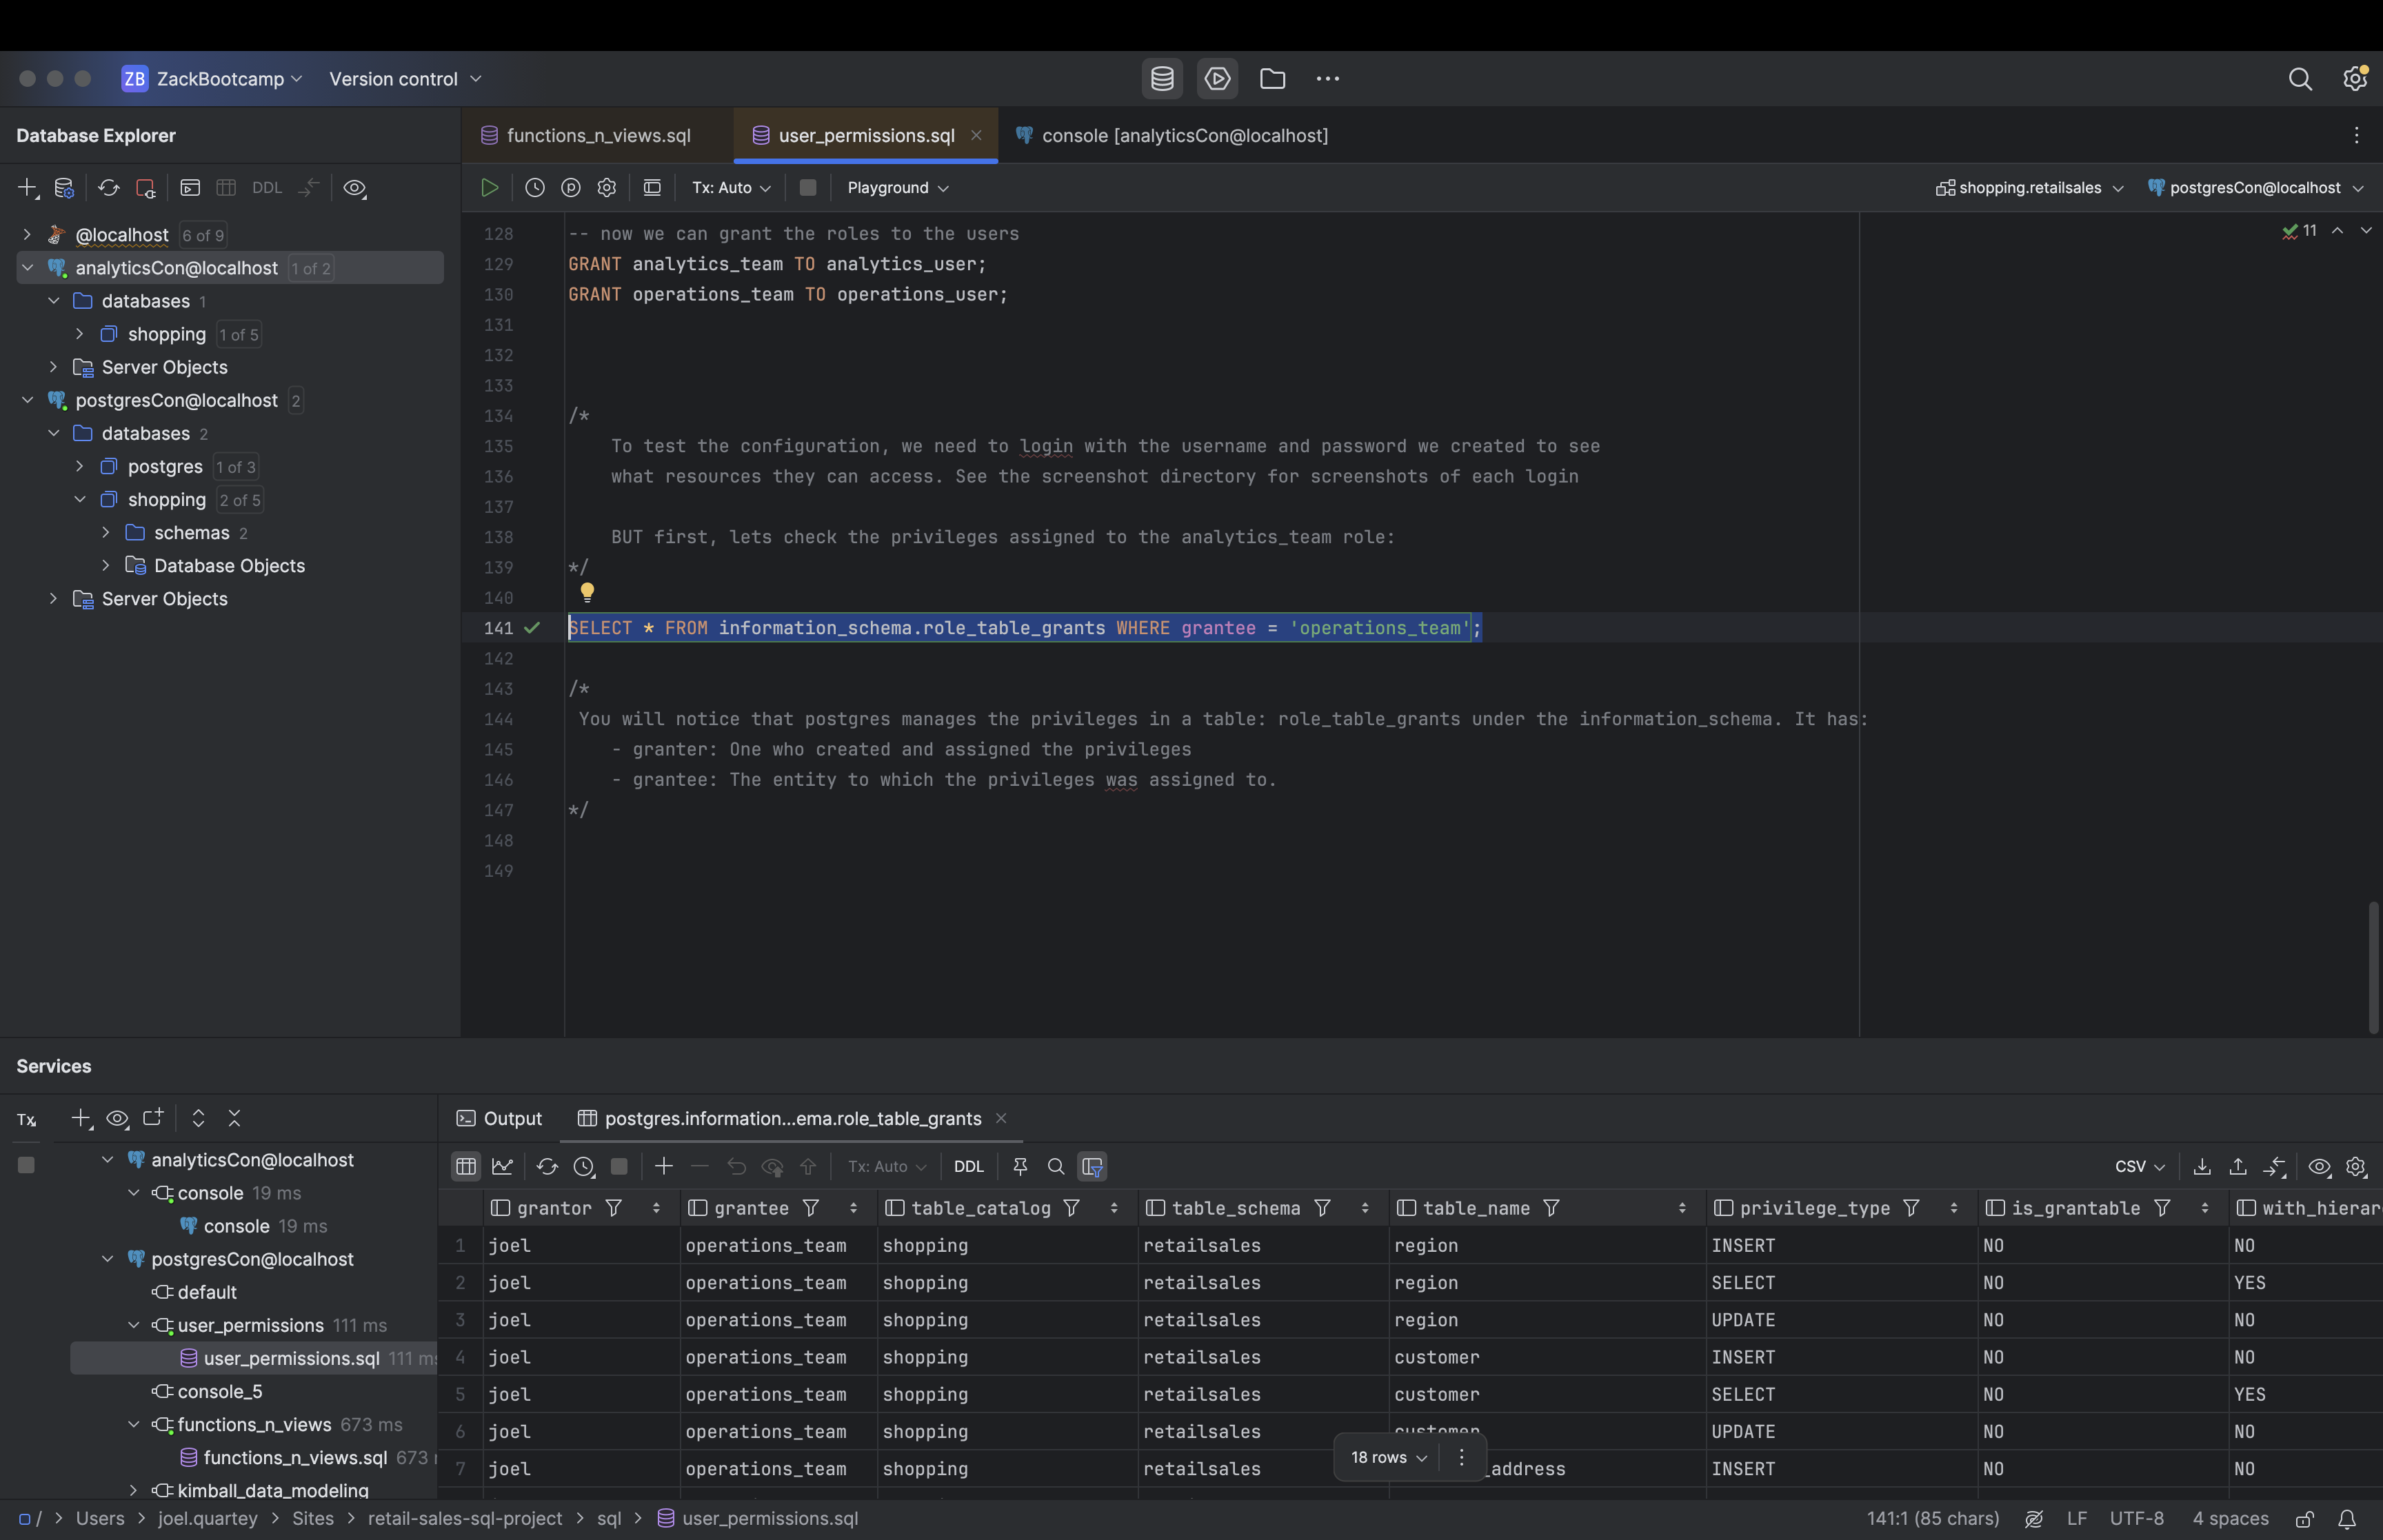 ZB ZackBootcamp Version control
Database Explorer
functions_n_views.sql user_permissions.sql console [analyticsCon@localhost]
DDL
Tx: Auto Playground shopping.retailsales postgresCon@localhost
@localhost 6 of 9
analyticsCon@localhost 1 of 2
databases 1
shopping 1 of 5
Server Objects
postgresCon@localhost 2
databases 2
postgres 1 of 3
shopping 2 of 5
schemas 2
Database Objects
Server Objects
11
128 -- now we can grant the roles to the users
129 GRANT analytics_team TO analytics_user;
130 GRANT operations_team TO operations_user;
131
132
133
134 /*
135 To test the configuration, we need to login with the username and password we created to see
136 what resources they can access. See the screenshot directory for screenshots of each login
137
138 BUT first, lets check the privileges assigned to the analytics_team role:
139 */
140
141 SELECT * FROM information_schema.role_table_grants WHERE grantee = 'operations_team';
142
143 /*
144 You will notice that postgres manages the privileges in a table: role_table_grants under the information_schema. It has:
145 - granter: One who created and assigned the privileges
146 - grantee: The entity to which the privileges was assigned to.
147 */
148
149
Services
Tx
analyticsCon@localhost
console 19 ms
console 19 ms
postgresCon@localhost
default
user_permissions 111 ms
user_permissions.sql 111 ms
console_5
functions_n_views 673 ms
functions_n_views.sql 673
kimball_data_modeling
Output postgres.information...ema.role_table_grants
Tx: Auto DDL CSV
grantor grantee table_catalog table_schema table_name privilege_type is_grantable with_hierar
1 joel operations_team shopping retailsales region INSERT NO NO
2 joel operations_team shopping retailsales region SELECT NO YES
3 joel operations_team shopping retailsales region UPDATE NO NO
4 joel operations_team shopping retailsales customer INSERT NO NO
5 joel operations_team shopping retailsales customer SELECT NO YES
6 joel operations_team shopping retailsales customer UPDATE NO NO
7 joel operations_team shopping retailsales _address INSERT NO NO
18 rows
/ > Users > joel.quartey > Sites > retail-sales-sql-project > sql > user_permissions.sql
141:1 (85 chars) LF UTF-8 4 spaces